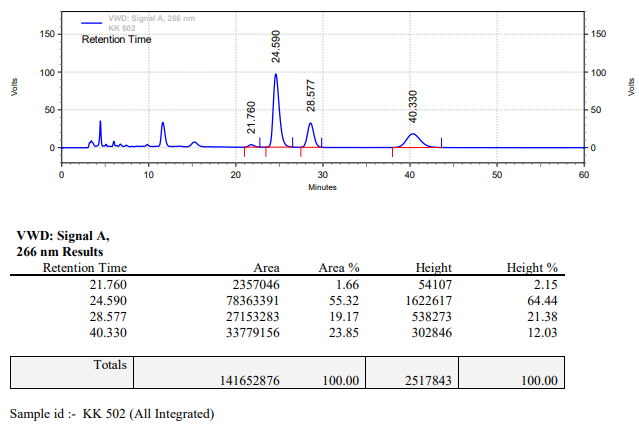 VWD: Signal A, 266 nm
KK 502
Retention Time
150
100
50
0
Volts
21.760
24.590
28.577
40.330
150
100
50
0
Volts
0 10 20 30 40 50 60
Minutes
VWD: Signal A,
266 nm Results
Retention Time Area Area % Height Height %
21.760 2357046 1.66 54107 2.15
24.590 78363391 55.32 1622617 64.44
28.577 27153283 19.17 538273 21.38
40.330 33779156 23.85 302846 12.03
Totals
141652876 100.00 2517843 100.00
Sample id :- KK 502 (All Integrated)